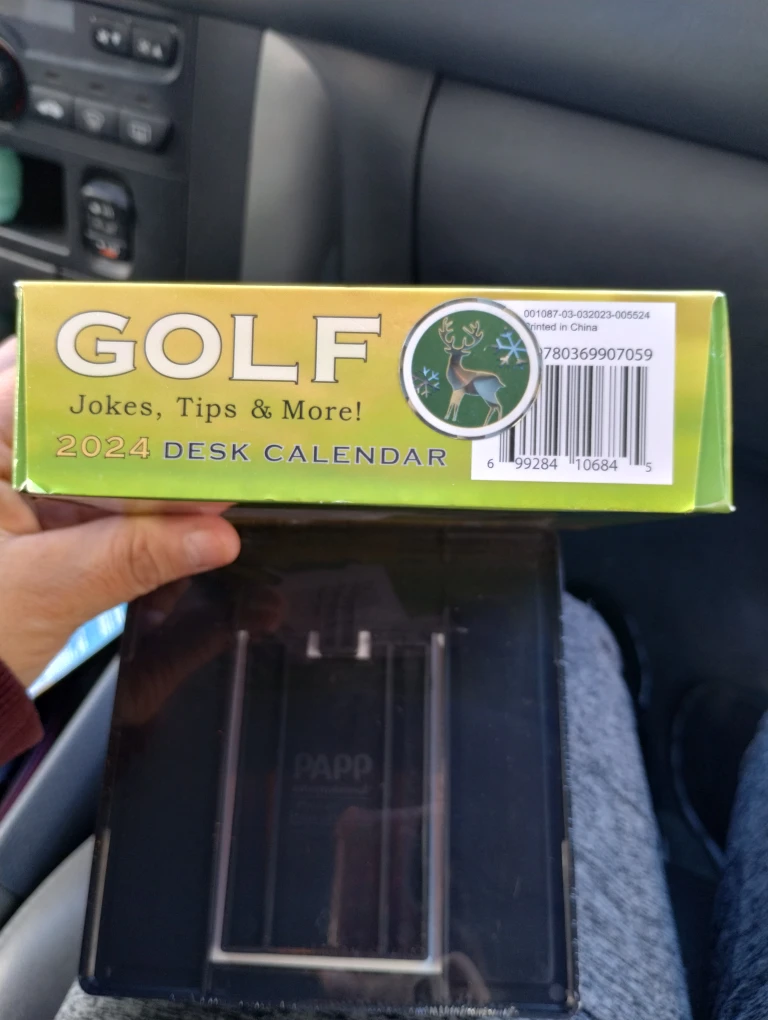 GOLF
Jokes, Tips & More!
2024 DESK CALENDAR
001087-03-032023-005524
Printed in China
780369907059
6 99284 10684 5
PAPP